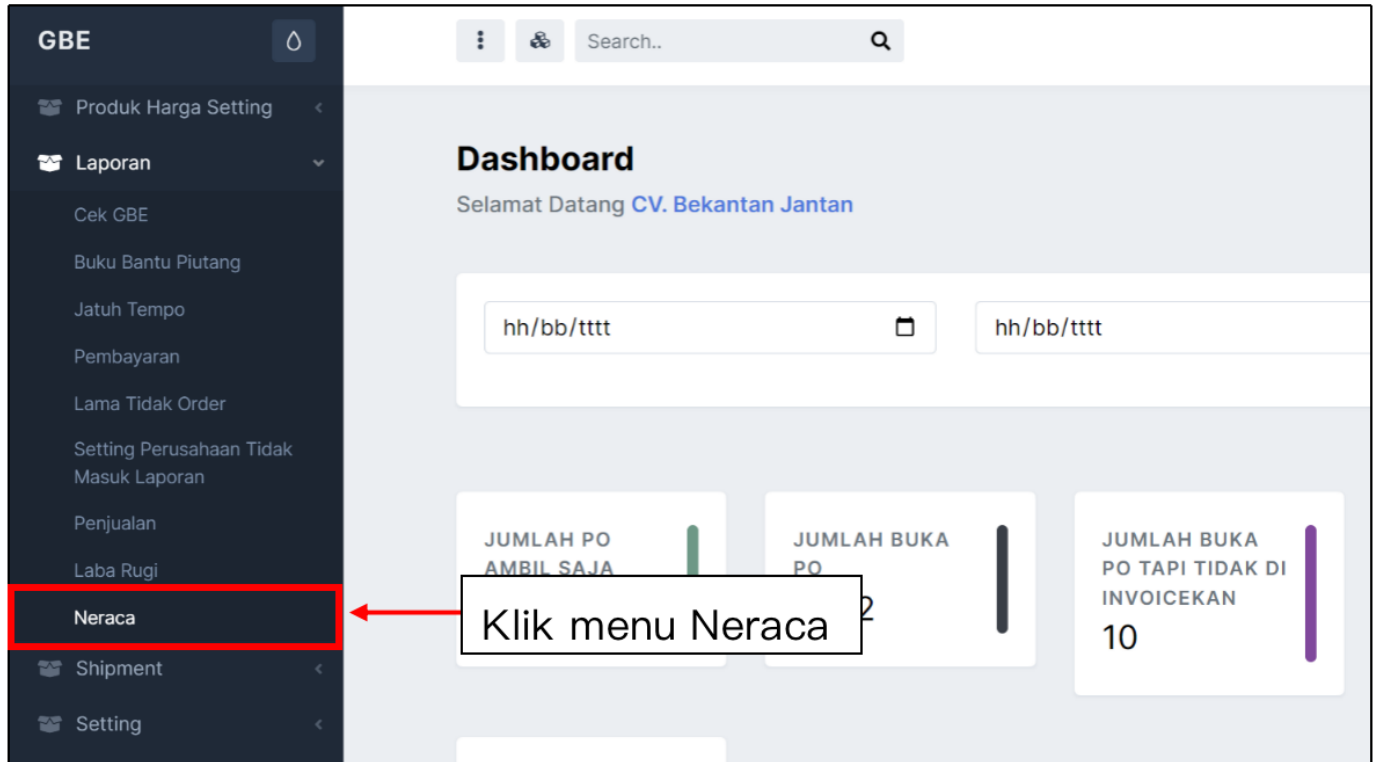 GBE
Search..
Produk Harga Setting
Laporan
Cek GBE
Buku Bantu Piutang
Jatuh Tempo
Pembayaran
Lama Tidak Order
Setting Perusahaan Tidak
Masuk Laporan
Penjualan
Laba Rugi
Neraca
Shipment
Setting
Dashboard
Selamat Datang CV. Bekantan Jantan
hh/bb/tttt
hh/bb/tttt
JUMLAH PO
AMBIL SAJA
JUMLAH BUKA
PO
2
JUMLAH BUKA
PO TAPI TIDAK DI
INVOICEKAN
10
Klik menu Neraca